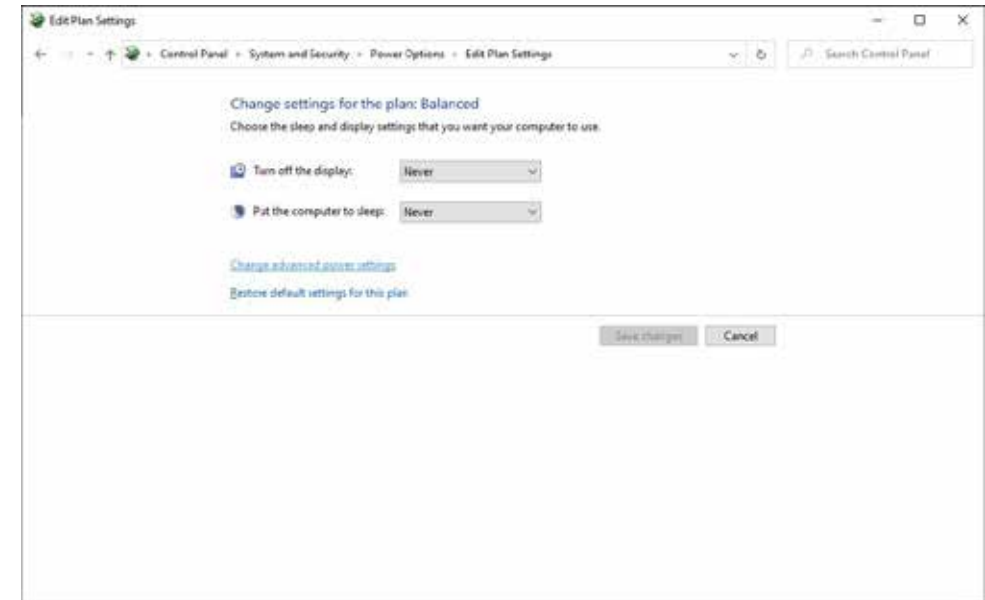 Edit Plan Settings
Control Panel System and Security Power Options Edit Plan Settings Search Control Panel
Change settings for the plan: Balanced
Choose the sleep and display settings that you want your computer to use.
Turn off the display: Never
Put the computer to sleep: Never
Change advanced power settings
Restore default settings for this plan
Save changes Cancel